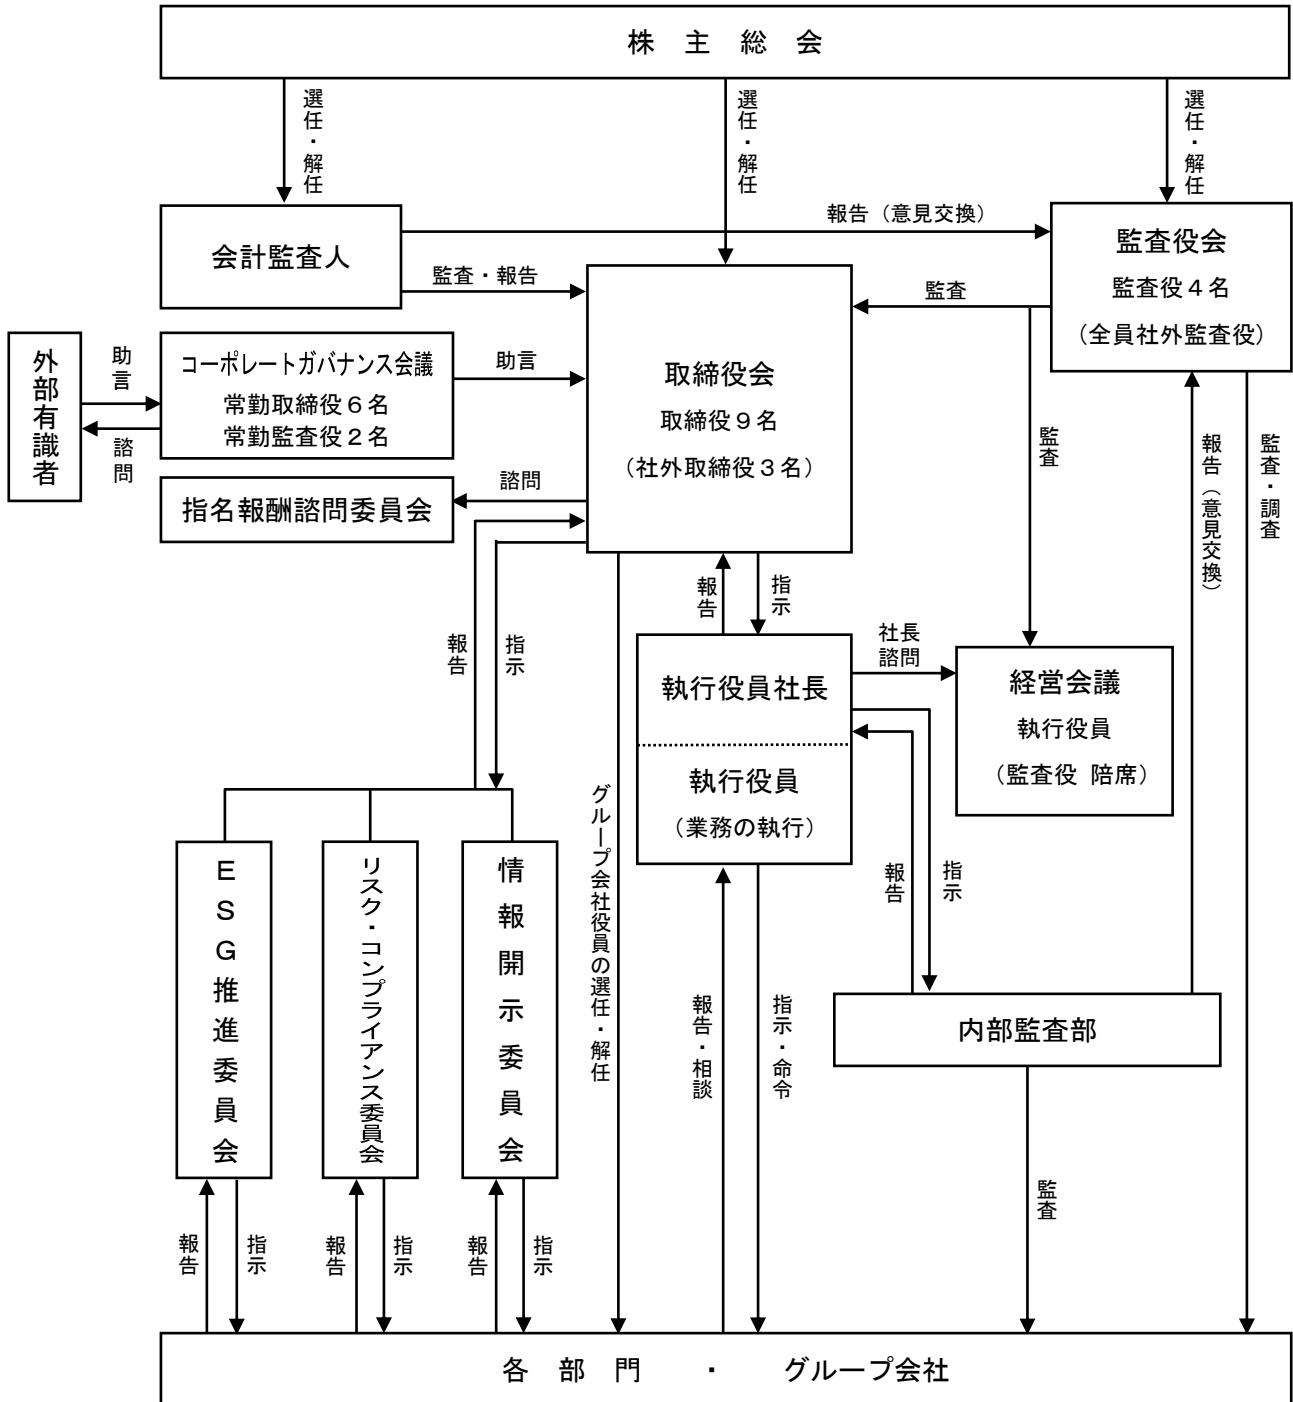 株　主　総　会
選任・解任
選任・解任
選任・解任
会計監査人
報告（意見交換）
監査・報告
監査役会
監査役４名
（全員社外監査役）
監査
外部有識者
助言
諮問
コーポレートガバナンス会議
常勤取締役６名
常勤監査役２名
助言
取締役会
取締役９名
（社外取締役３名）
諮問
指名報酬諮問委員会
監査
報告（意見交換）
監査・調査
報告
指示
報告
指示
執行役員社長
執行役員
（業務の執行）
社長
諮問
経営会議
執行役員
（監査役 陪席）
報告
指示
ＥＳＧ推進委員会
リスク・コンプライアンス委員会
情報開示委員会
グループ会社役員の選任・解任
報告・相談
指示・命令
内部監査部
監査
報告
指示
報告
指示
報告
指示
各　部　門　・　グループ会社